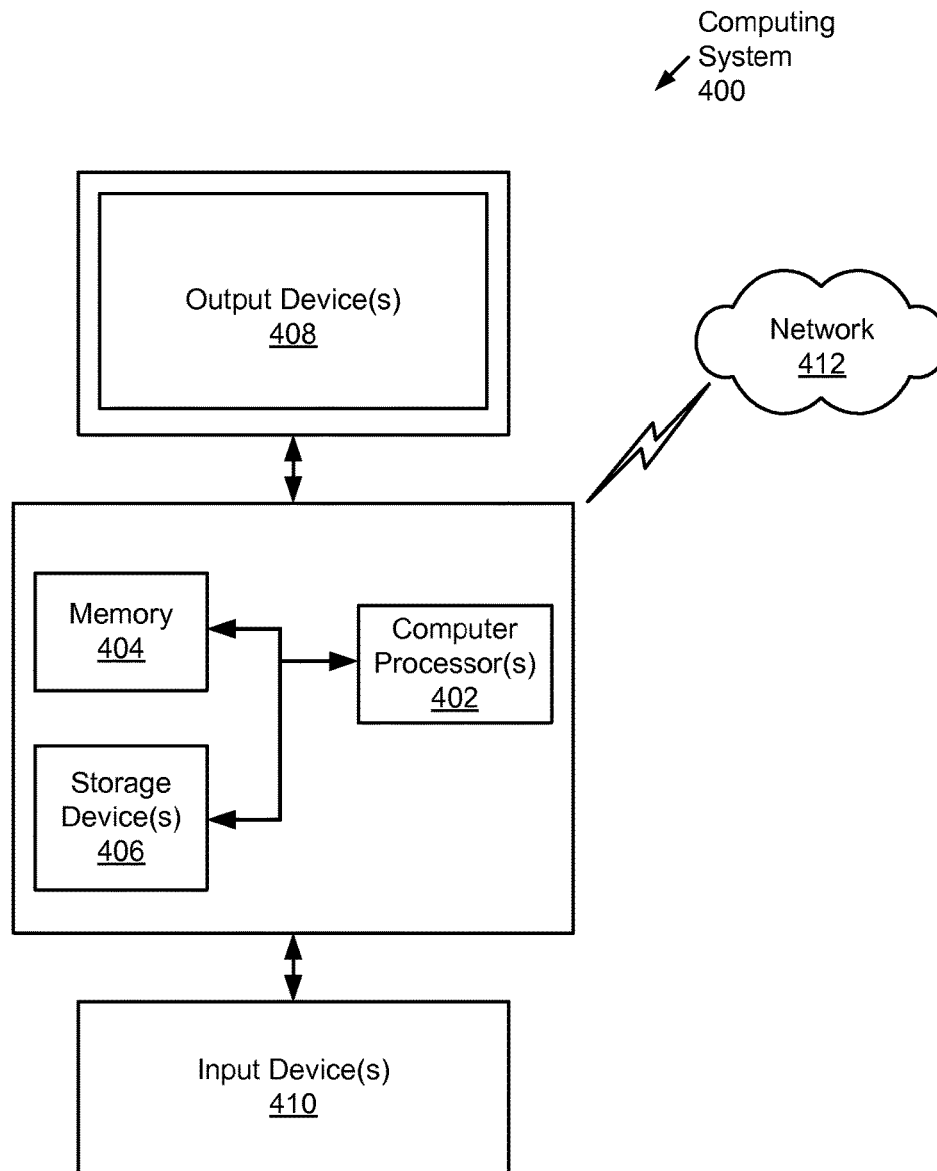 Computing
System
400
Output Device(s)
408
Network
412
Memory
404
Computer
Processor(s)
402
Storage
Device(s)
406
Input Device(s)
410